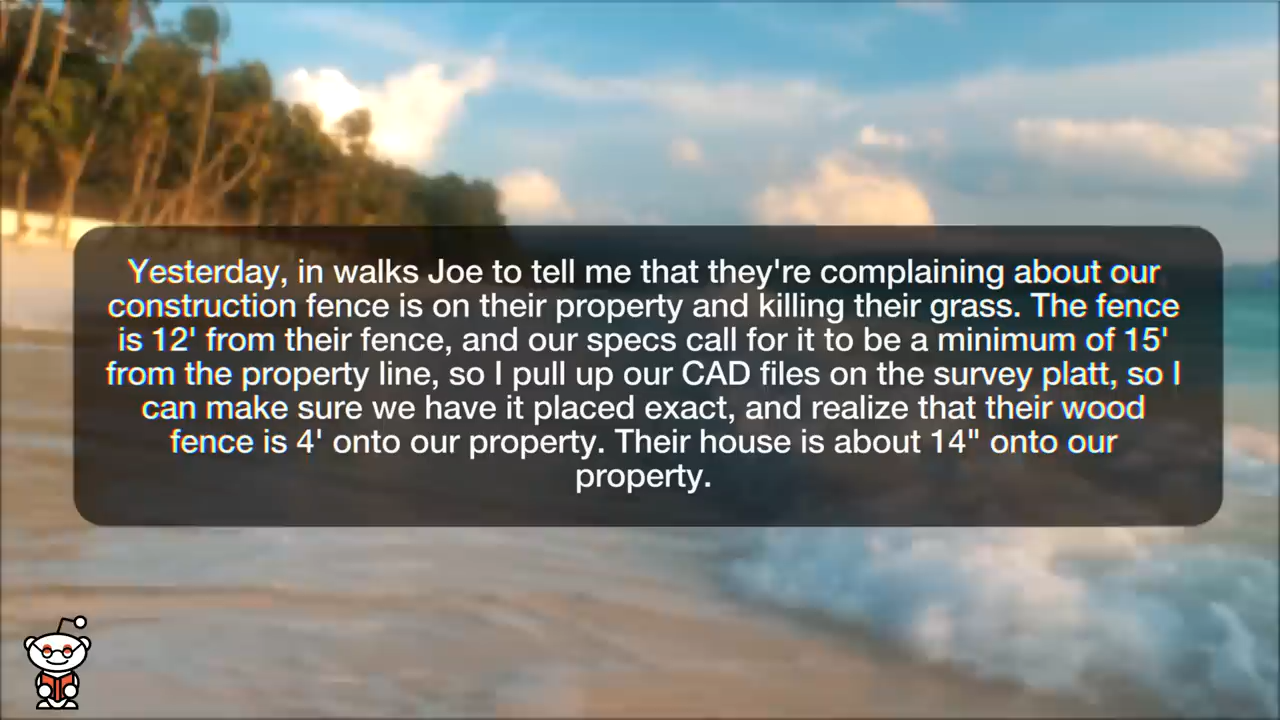 Yesterday, in walks Joe to tell me that they're complaining about our
construction fence is on their property and killing their grass. The fence
is 12' from their fence, and our specs call for it to be a minimum of 15'
from the property line, so I pull up our CAD files on the survey platt, so I
can make sure we have it placed exact, and realize that their wood
fence is 4' onto our property. Their house is about 14" onto our
property.